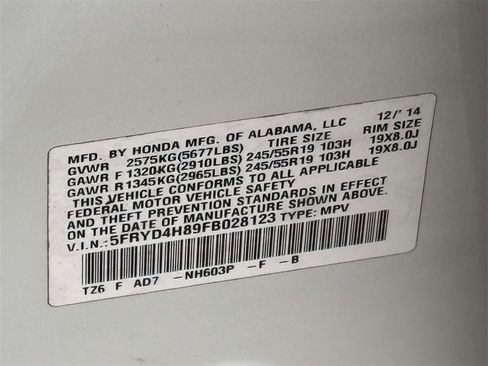 MFD. BY HONDA MFG. OF ALABAMA, LLC 12/'14
GVWR 2575KG(5677LBS) TIRE SIZE RIM SIZE
GAWR F 1320KG(2910LBS) 245/55R19 103H 19X8.0J
GAWR R1345KG(2965LBS) 245/55R19 103H 19X8.0J
THIS VEHICLE CONFORMS TO ALL APPLICABLE
FEDERAL MOTOR VEHICLE SAFETY
AND THEFT PREVENTION STANDARDS IN EFFECT
ON THE DATE OF MANUFACTURE SHOWN ABOVE.
V.I.N.: 5FRYD4H89FB028123 TYPE: MPV
TZ6 F AD7 -NH603P -F -B